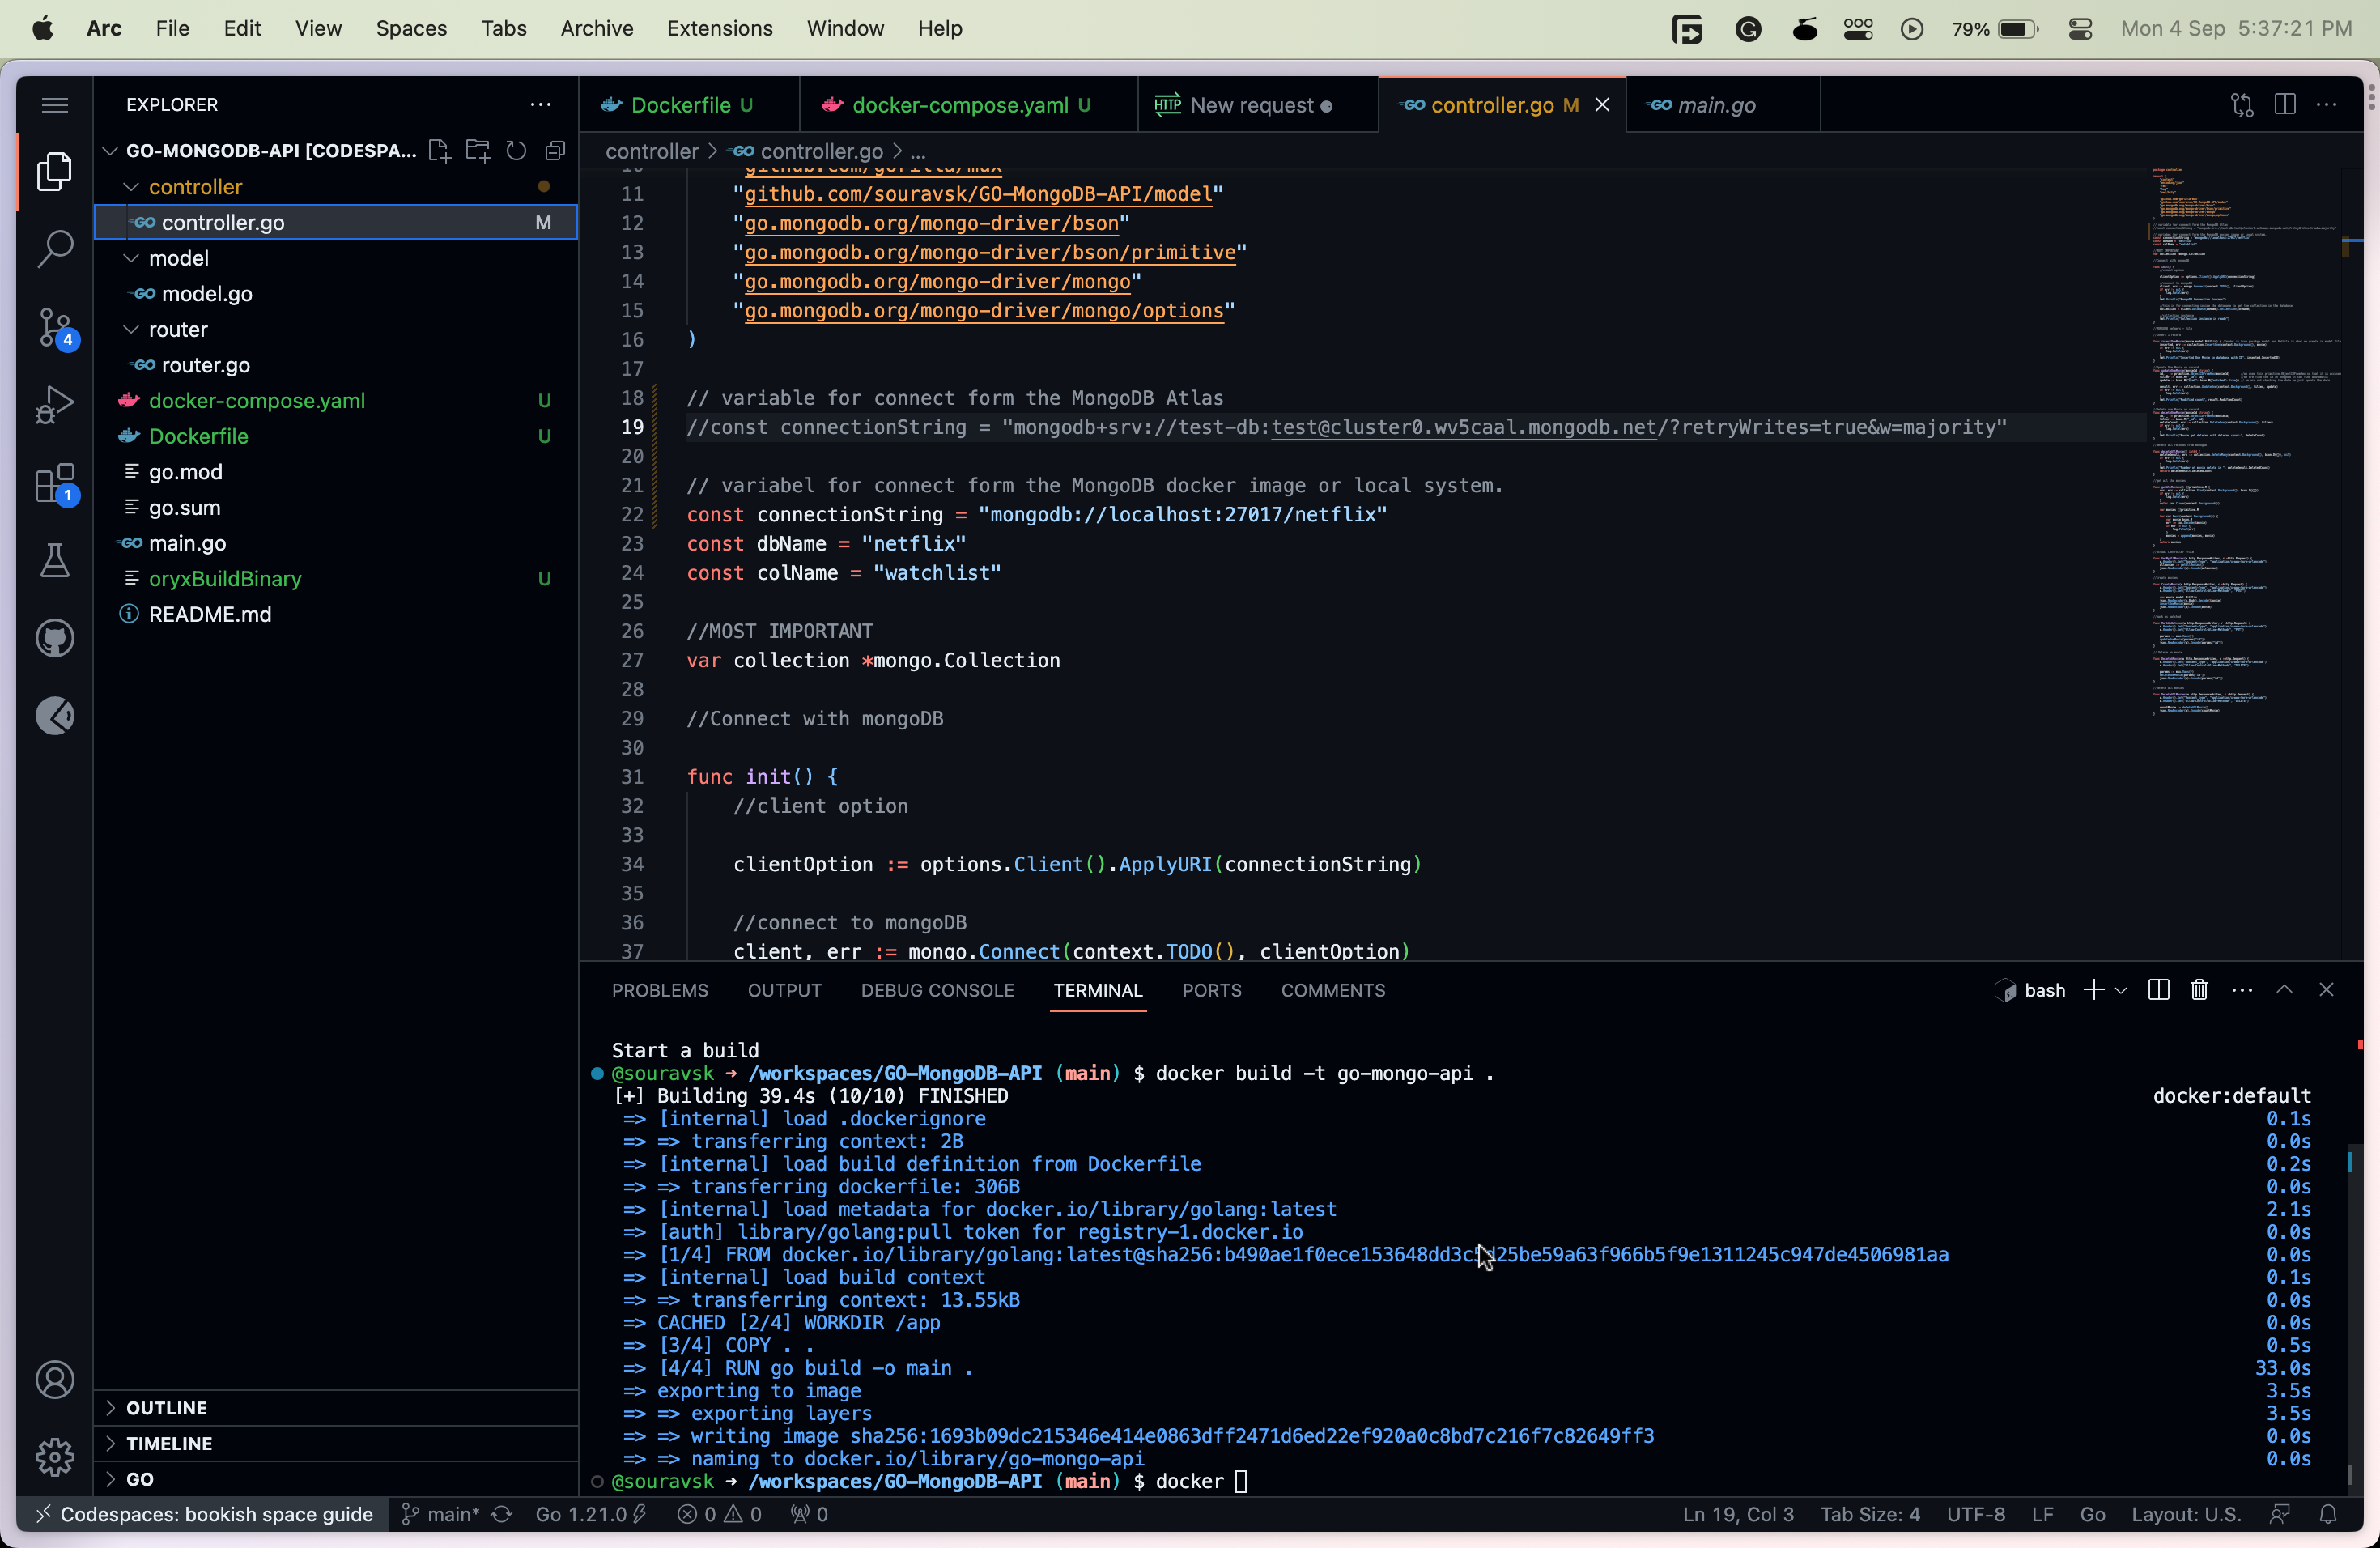 Arc File Edit View Spaces Tabs Archive Extensions Window Help 79% Mon 4 Sep 5:37:21 PM
EXPLORER
GO-MONGODB-API [CODESPA...
controller
controller.go M
model
model.go
router
router.go
docker-compose.yaml U
Dockerfile U
go.mod
go.sum
main.go
oryxBuildBinary U
README.md
OUTLINE
TIMELINE
GO
4
1
Dockerfile U docker-compose.yaml U HTTP New request controller.go M main.go
controller > controller.go > ...
11 "github.com/souravsk/GO-MongoDB-API/model"
12 "go.mongodb.org/mongo-driver/bson"
13 "go.mongodb.org/mongo-driver/bson/primitive"
14 "go.mongodb.org/mongo-driver/mongo"
15 "go.mongodb.org/mongo-driver/mongo/options"
16 )
17
18 // variable for connect form the MongoDB Atlas
19 //const connectionString = "mongodb+srv://test-db:test@cluster0.wv5caal.mongodb.net/?retryWrites=true&w=majority"
20
21 // variabel for connect form the MongoDB docker image or local system.
22 const connectionString = "mongodb://localhost:27017/netflix"
23 const dbName = "netflix"
24 const colName = "watchlist"
25
26 //MOST IMPORTANT
27 var collection *mongo.Collection
28
29 //Connect with mongoDB
30
31 func init() {
32 //client option
33
34 clientOption := options.Client().ApplyURI(connectionString)
35
36 //connect to mongoDB
37 client, err := mongo.Connect(context.TODO(), clientOption)
PROBLEMS OUTPUT DEBUG CONSOLE TERMINAL PORTS COMMENTS bash
Start a build
@souravsk → /workspaces/GO-MongoDB-API (main) $ docker build -t go-mongo-api .
[+] Building 39.4s (10/10) FINISHED docker:default
=> [internal] load .dockerignore 0.1s
=> => transferring context: 2B 0.0s
=> [internal] load build definition from Dockerfile 0.2s
=> => transferring dockerfile: 306B 0.0s
=> [internal] load metadata for docker.io/library/golang:latest 2.1s
=> [auth] library/golang:pull token for registry-1.docker.io 0.0s
=> [1/4] FROM 0.0s
=> [internal] load build context 0.1s
=> => transferring context: 13.55kB 0.0s
=> CACHED [2/4] WORKDIR /app 0.0s
=> [3/4] COPY . . 0.5s
=> [4/4] RUN go build -o main . 33.0s
=> exporting to image 3.5s
=> => exporting layers 3.5s
=> => writing image sha256:1693b09dc215346e414e0863dff2471d6ed22ef920a0c8bd7c216f7c82649ff3 0.0s
=> => naming to docker.io/library/go-mongo-api 0.0s
@souravsk → /workspaces/GO-MongoDB-API (main) $ docker
Codespaces: bookish space guide main* Go 1.21.0 0 0 0 Ln 19, Col 3 Tab Size: 4 UTF-8 LF Go Layout: U.S.